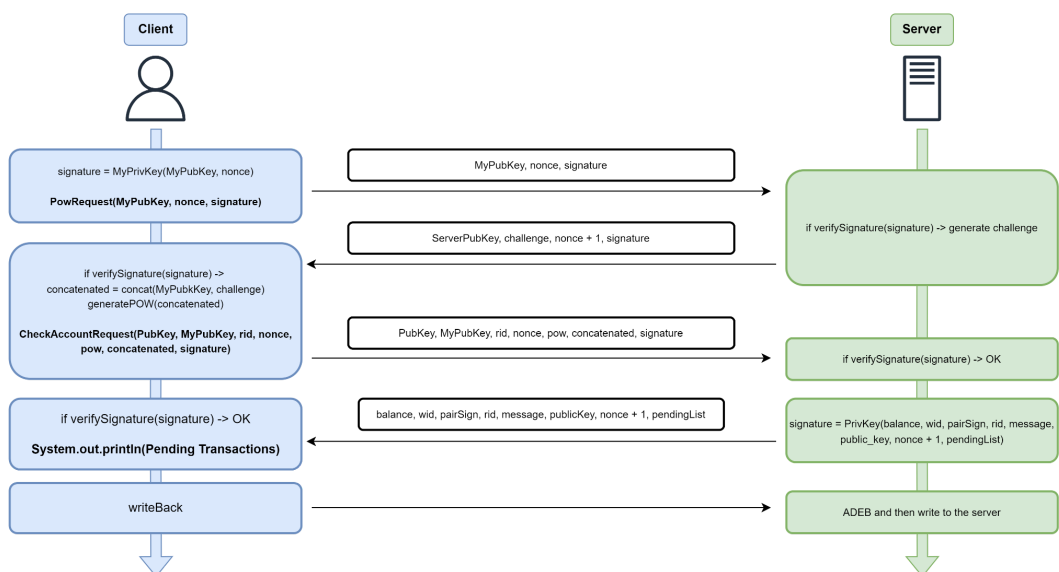 Client
Server
signature = MyPrivKey(MyPubKey, nonce)
PowRequest(MyPubKey, nonce, signature)
MyPubKey, nonce, signature
if verifySignature(signature) -> generate challenge
ServerPubKey, challenge, nonce + 1, signature
if verifySignature(signature) ->
concatenated = concat(MyPubkKey, challenge)
generatePOW(concatenated)
CheckAccountRequest(PubKey, MyPubKey, rid, nonce,
pow, concatenated, signature)
PubKey, MyPubKey, rid, nonce, pow, concatenated, signature
if verifySignature(signature) -> OK
if verifySignature(signature) -> OK
System.out.println(Pending Transactions)
balance, wid, pairSign, rid, message, publicKey, nonce + 1, pendingList
signature = PrivKey(balance, wid, pairSign, rid, message,
public_key, nonce + 1, pendingList)
writeBack
ADEB and then write to the server